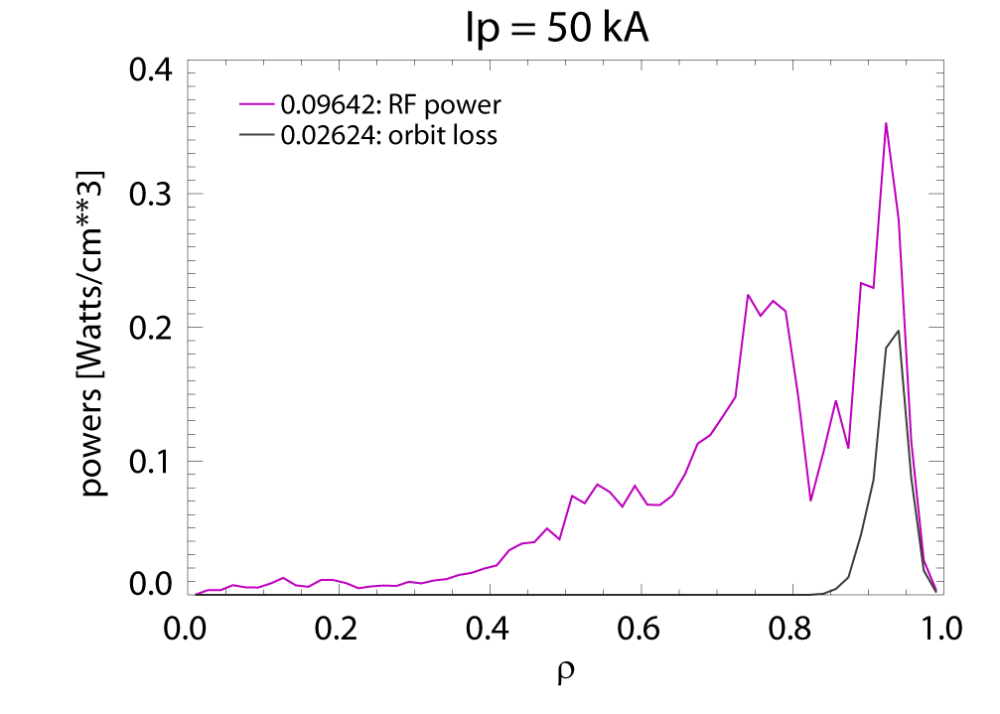 Ip = 50 kA
0.4
0.09642: RF power
0.02624: orbit loss
0.3
powers [Watts/cm**3]
0.2
0.1
0.0
0.0 0.2 0.4 0.6 0.8 1.0
ρ